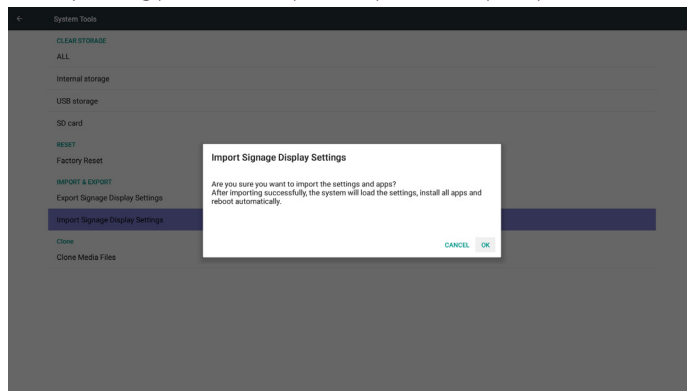 System Tools
CLEAR STORAGE
ALL
Internal storage
USB storage
SD card
RESET
Factory Reset
IMPORT & EXPORT
Export Signage Display Settings
Import Signage Display Settings
Clone
Clone Media Files
Import Signage Display Settings
Are you sure you want to import the settings and apps?
After importing successfully, the system will load the settings, install all apps and
reboot automatically.
CANCEL OK